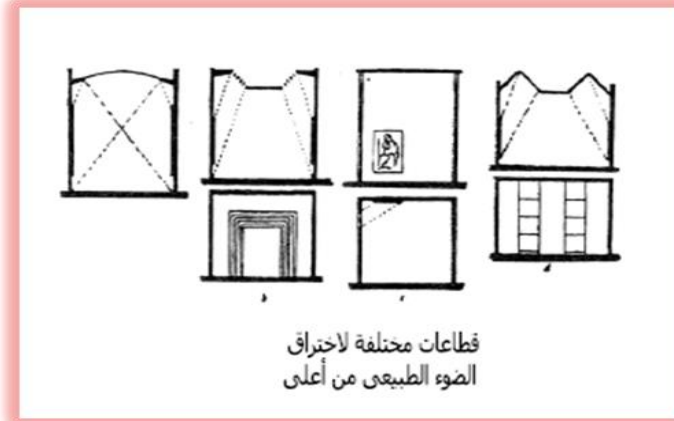 b
c
d
قطاعات مختلفة لاختراق
الضوء الطبيعى من أعلى